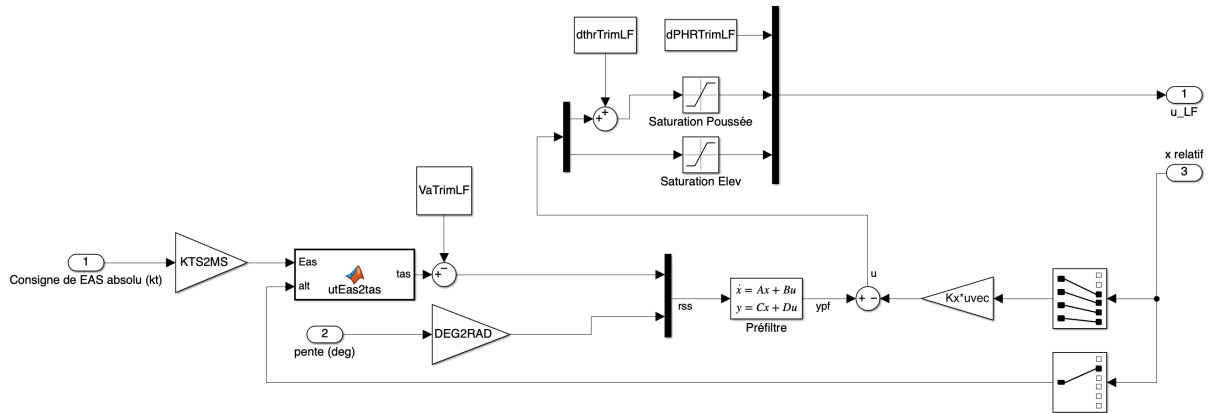 dthrTrimLF
dPHRTrimLF
+
+
Saturation Poussée
Saturation Elev
1
u_LF
x relatif
3
VaTrimLF
1
Consigne de EAS absolu (kt)
KTS2MS
Eas
alt
tas
utEas2tas
−
+
2
pente (deg)
DEG2RAD
rss
ẋ = Ax + Bu
y = Cx + Du
Préfiltre
ypf
u
+ −
Kx*uvec